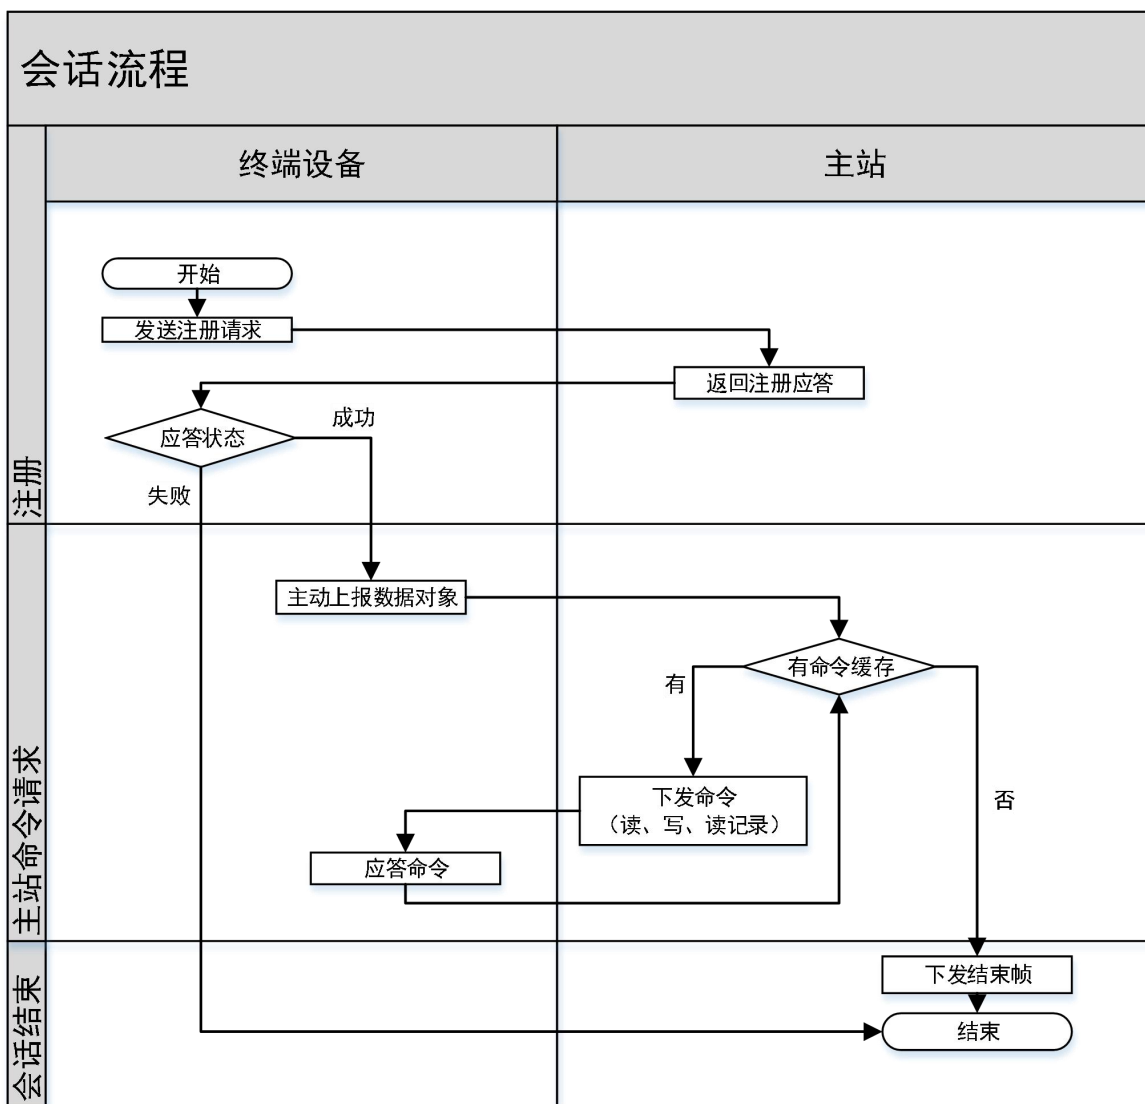 会话流程
终端设备
主站
注册
开始
发送注册请求
返回注册应答
应答状态
成功
失败
主站命令请求
主动上报数据对象
有命令缓存
有
否
下发命令
（读、写、读记录）
应答命令
会话结束
下发结束帧
结束